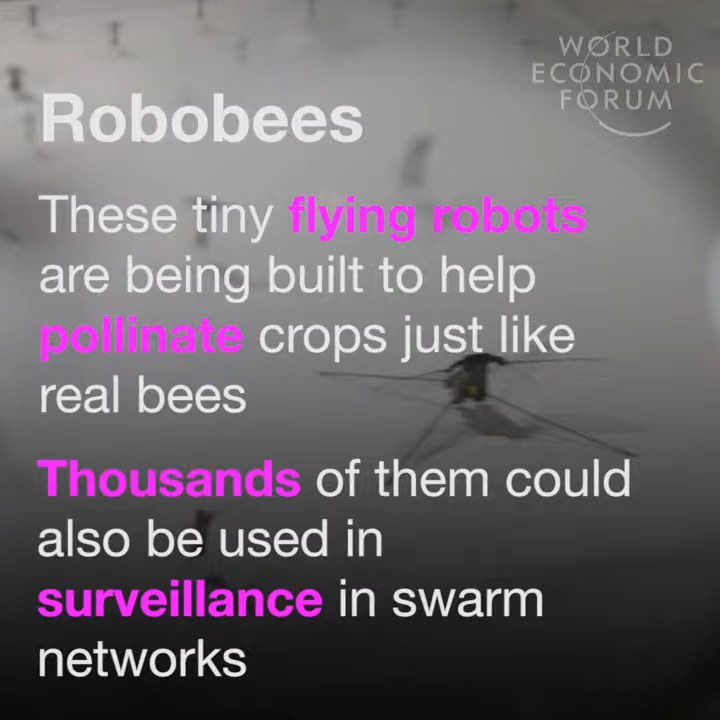 WORLD
ECONOMIC
FORUM
Robobees
These tiny flying robots
are being built to help
pollinate crops just like
real bees
Thousands of them could
also be used in
surveillance in swarm
networks